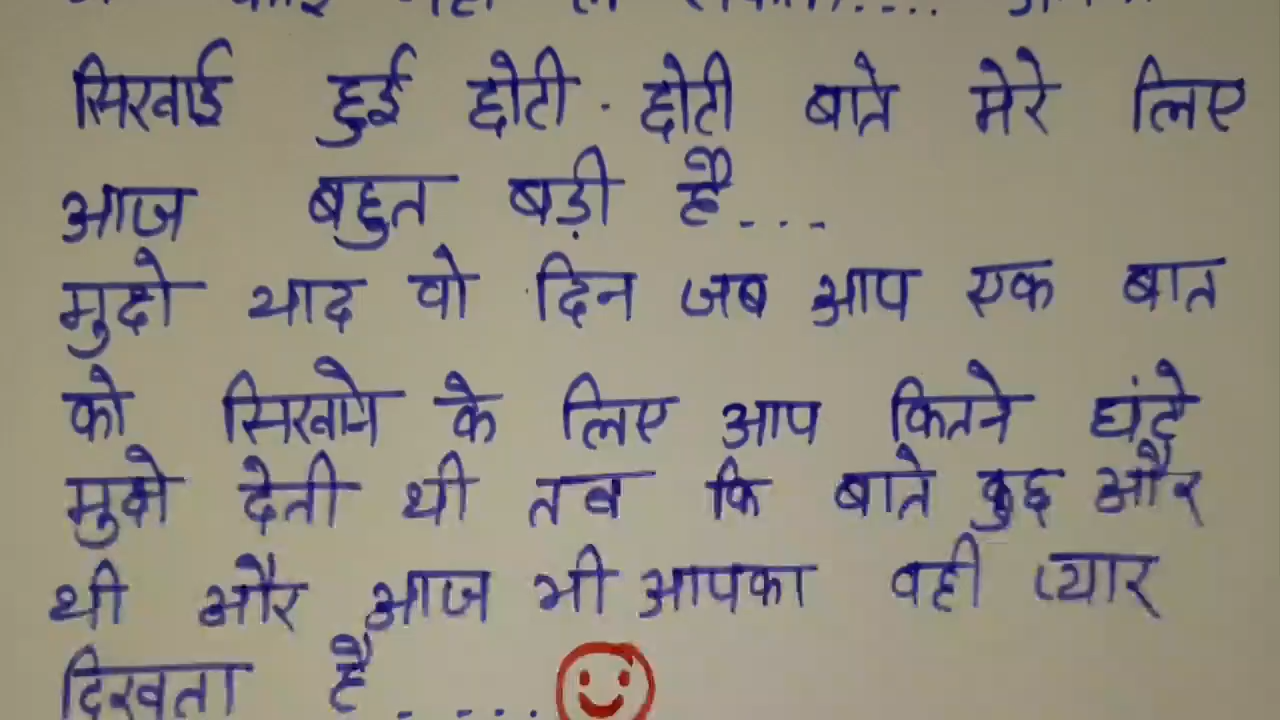 सिखाई हुई छोटी - छोटी बाते मेरे लिए
आज बहुत बड़ी है...
मुझे याद वो दिन जब आप एक बात
को सिखाने के लिए आप कितने घंटे
मुझे देती थी तब कि बाते कुछ और
थी और आज भी आपका वही प्यार
दिखता है.....